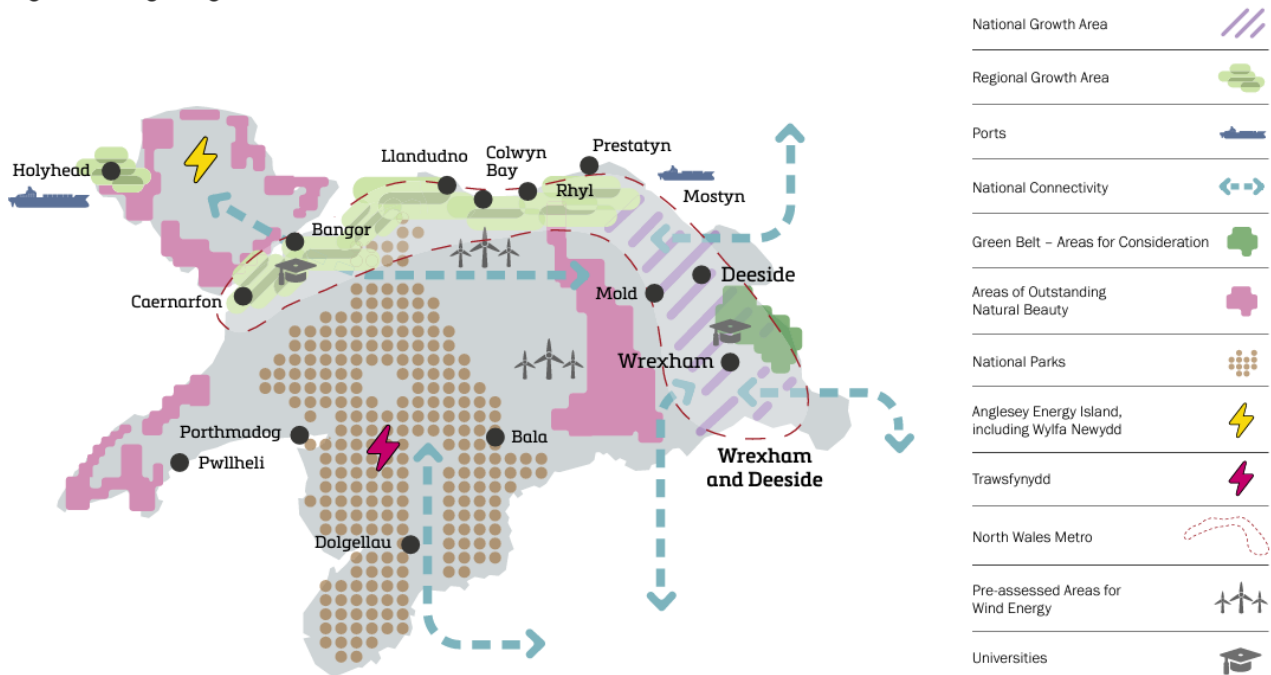 Holyhead
Llandudno
Colwyn
Bay
Prestatyn
Rhyl
Mostyn
Bangor
Caernarfon
Mold
Deeside
Wrexham
Porthmadog
Pwllheli
Bala
Wrexham
and Deeside
Dolgellau
National Growth Area
Regional Growth Area
Ports
National Connectivity
Green Belt – Areas for Consideration
Areas of Outstanding
Natural Beauty
National Parks
Anglesey Energy Island,
including Wylfa Newydd
Trawsfynydd
North Wales Metro
Pre-assessed Areas for
Wind Energy
Universities